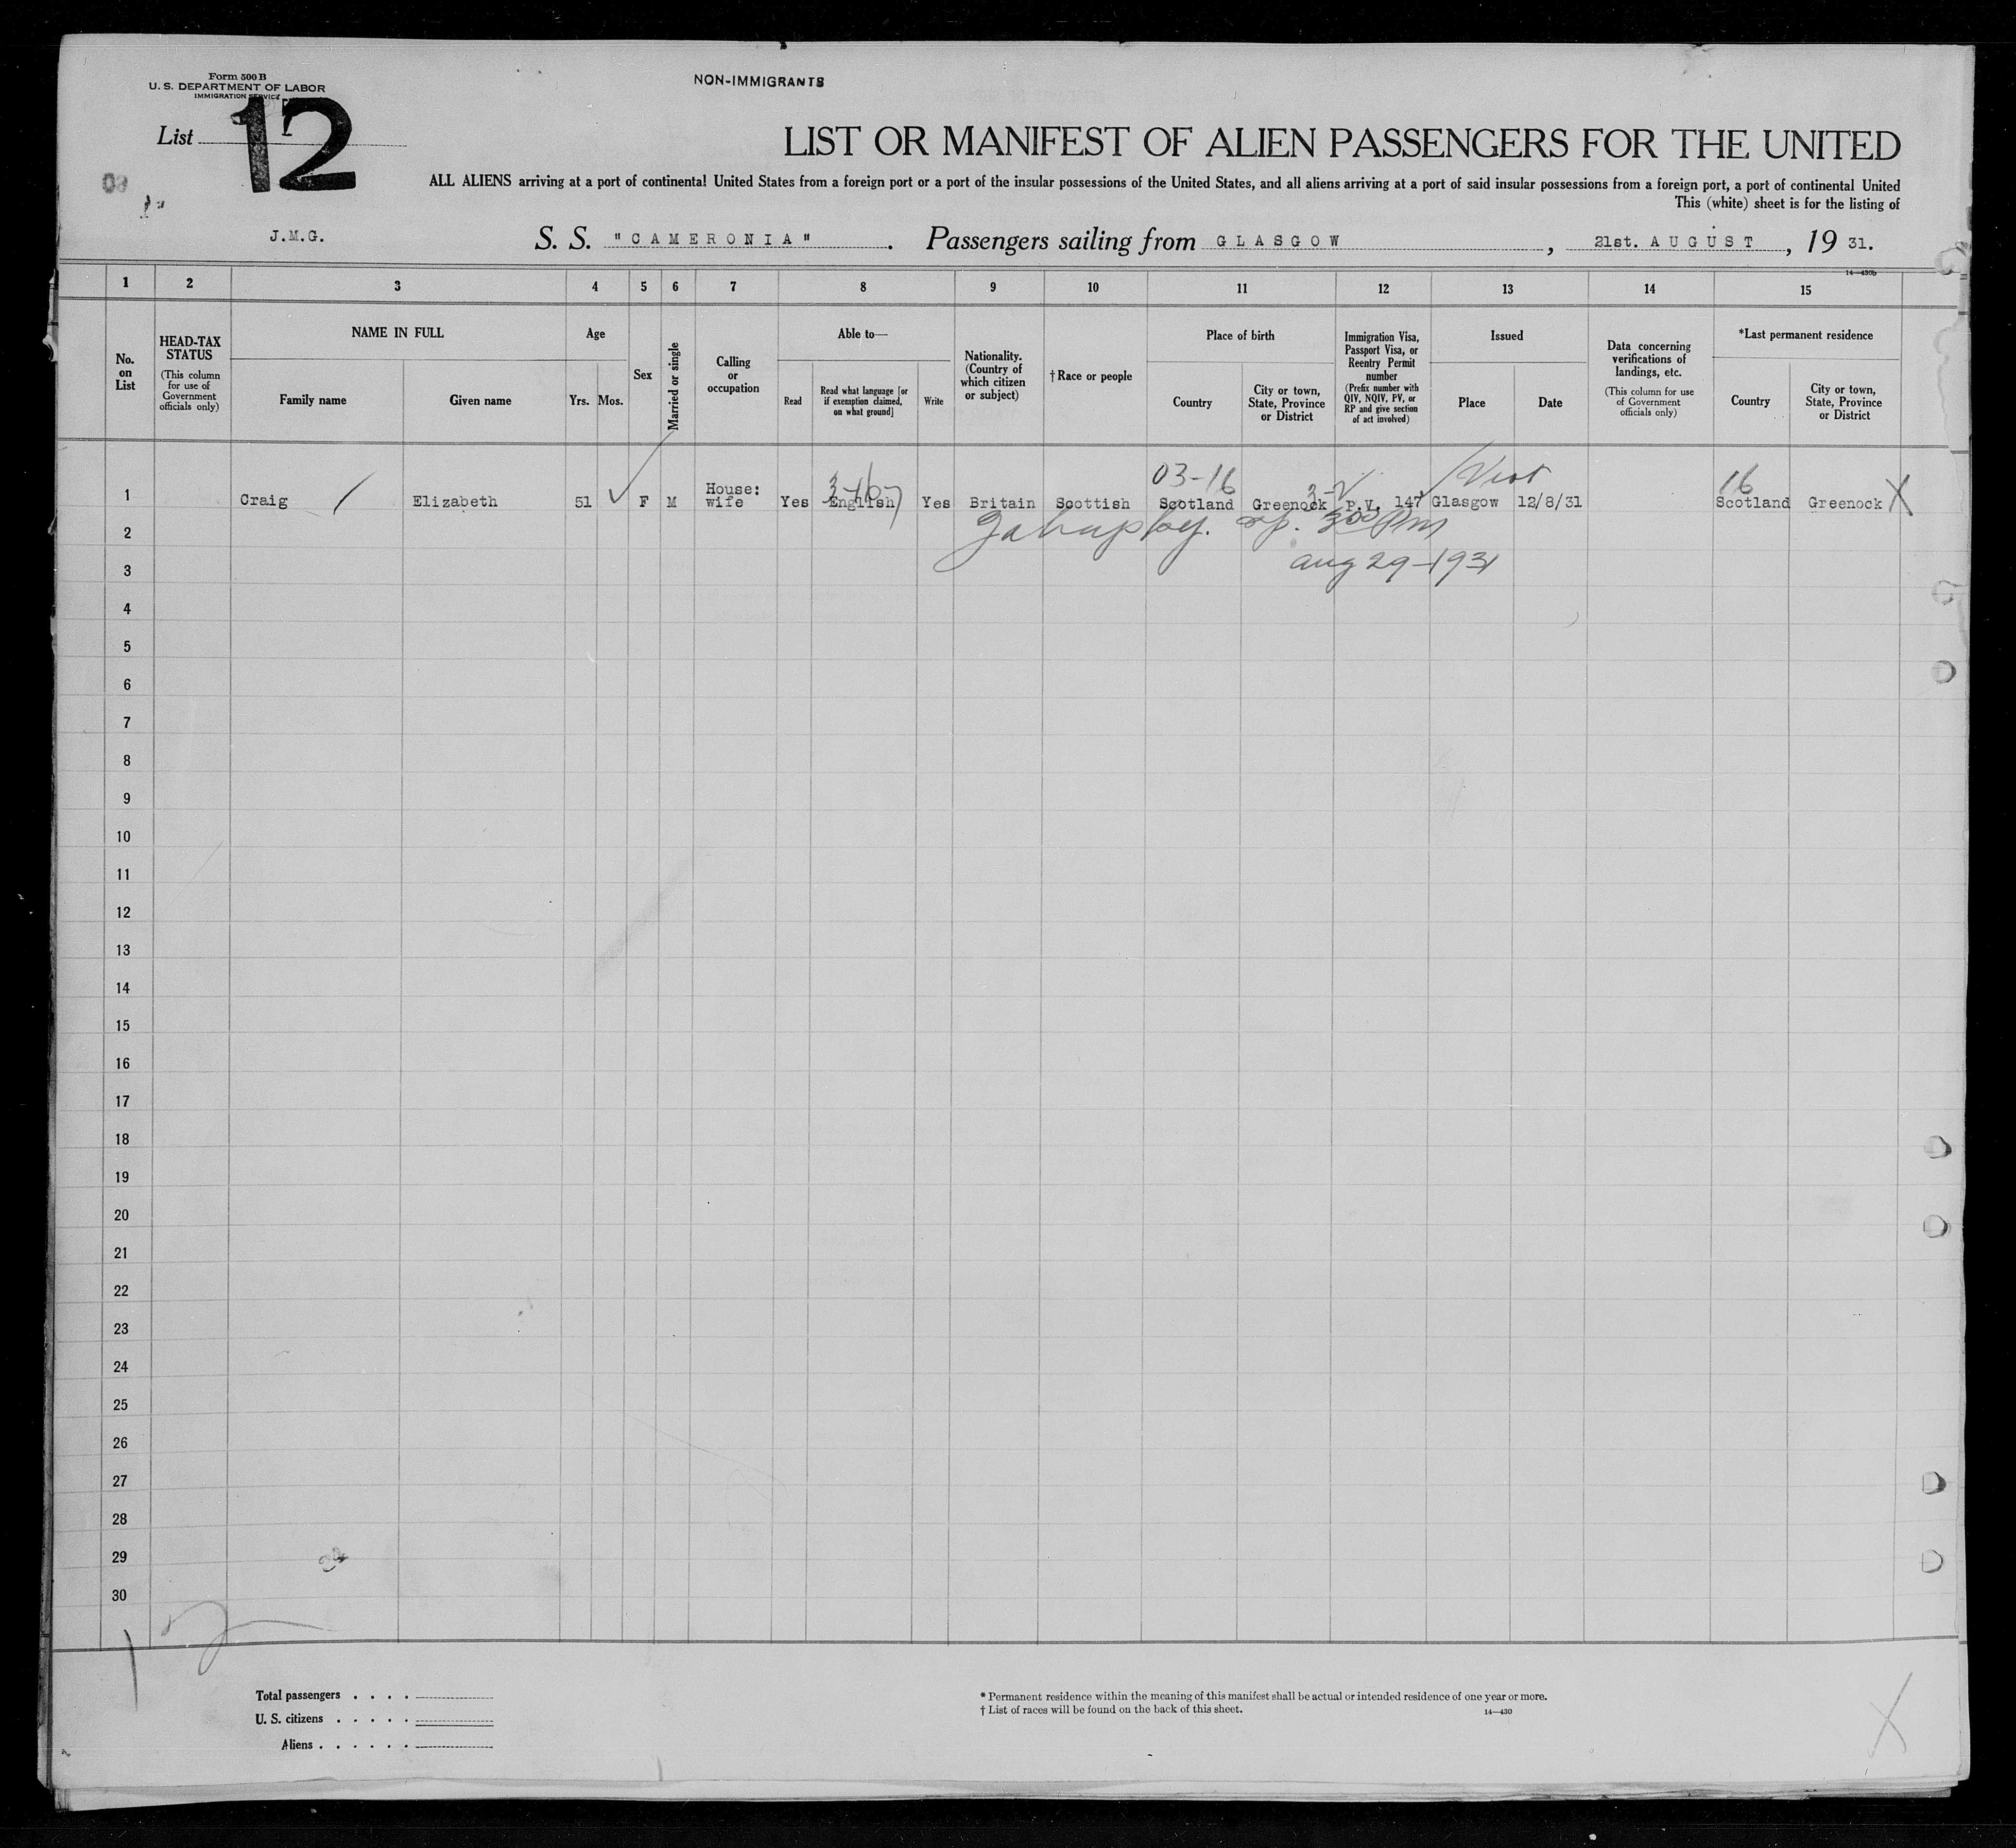 Form 500 B
U. S. DEPARTMENT OF LABOR
IMMIGRATION SERVICE
NON-IMMIGRANTS
List 12
LIST OR MANIFEST OF ALIEN PASSENGERS FOR THE UNITED
ALL ALIENS arriving at a port of continental United States from a foreign port or a port of the insular possessions of the United States, and all aliens arriving at a port of said insular possessions from a foreign port, a port of continental United
This (white) sheet is for the listing of
J.M.G.
S. S. "CAMERONIA". Passengers sailing from GLASGOW, 21st. AUGUST, 19 31.
14—430b
1 2 3 4 5 6 7 8 9 10 11 12 13 14 15
No. on List
HEAD-TAX STATUS (This column for use of Government officials only)
NAME IN FULL
Family name
Given name
Age
Yrs. Mos.
Sex
Married or single
Calling or occupation
Able to—
Read
Read what language [or if exemption claimed, on what ground]
Write
Nationality. (Country of which citizen or subject)
†Race or people
Place of birth
Country
City or town, State, Province or District
Immigration Visa, Passport Visa, or Reentry Permit number (Prefix number with QIV, NQIV, PV, or RP and give section of act involved)
Issued
Place
Date
Data concerning verifications of landings, etc. (This column for use of Government officials only)
*Last permanent residence
Country
City or town, State, Province or District
03-16 3-2 16
1 Craig Elizabeth 51 F M House: wife Yes English Yes Britain Scottish Scotland Greenock P.V. 147 Glasgow 12/8/31 Scotland Greenock X
2
3 Aug 29-1931
4
5
6
7
8
9
10
11
12
13
14
15
16
17
18
19
20
21
22
23
24
25
26
27
28
29
30
Total passengers . . . .
U. S. citizens . . . . .
Aliens . . . . . .
* Permanent residence within the meaning of this manifest shall be actual or intended residence of one year or more.
† List of races will be found on the back of this sheet.
14—430
X